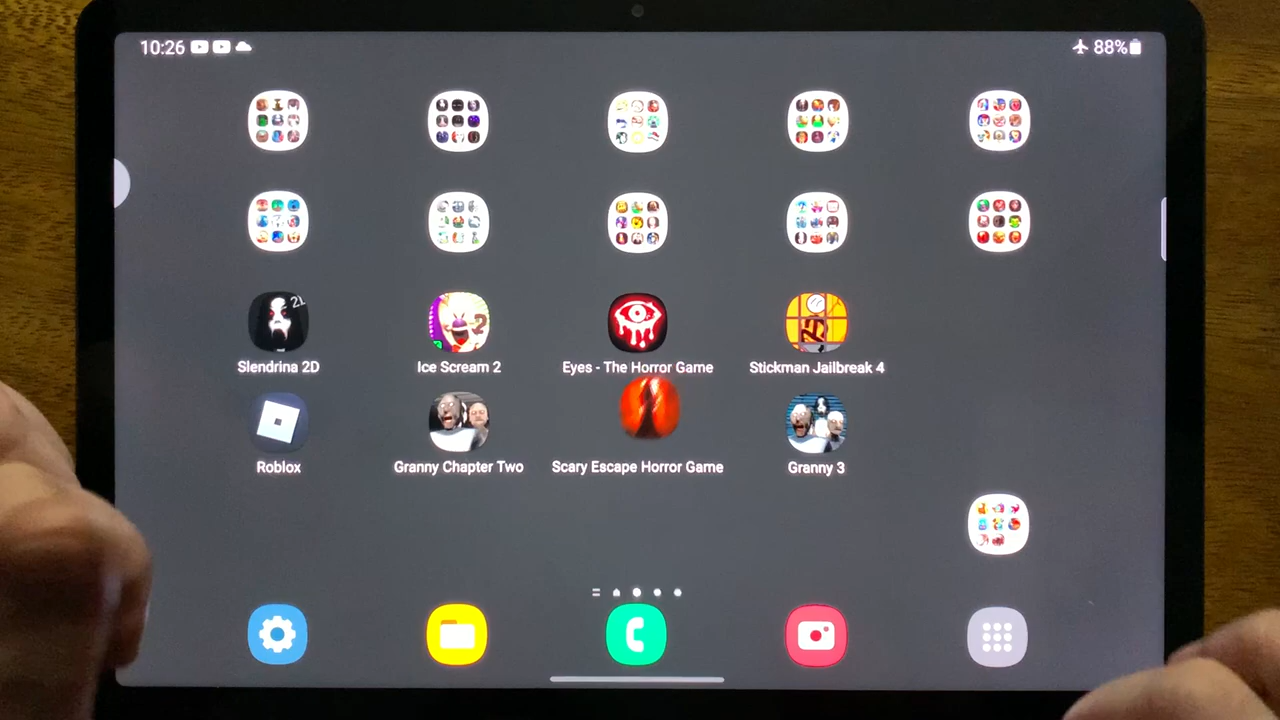 10:26
88%
21
Slendrina 2D
Ice Scream 2
Eyes - The Horror Game
Stickman Jailbreak 4
Roblox
Granny Chapter Two
Scary Escape Horror Game
Granny 3